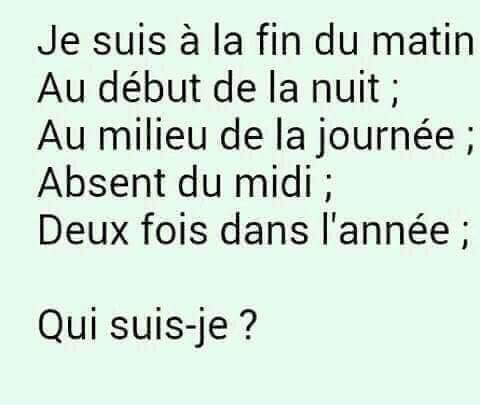 Je suis à la fin du matin
Au début de la nuit ;
Au milieu de la journée ;
Absent du midi ;
Deux fois dans l'année ;
Qui suis-je ?